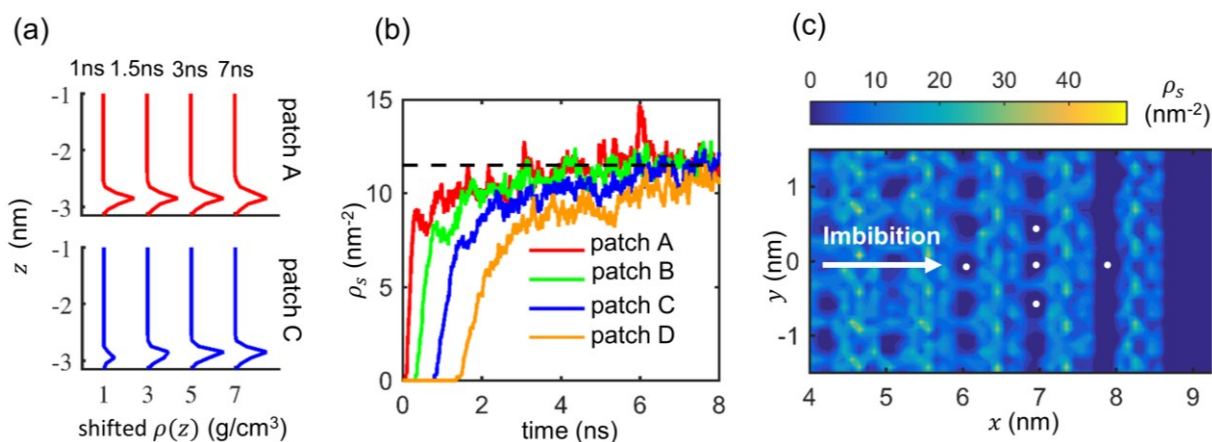 (a)
1ns 1.5ns 3ns 7ns
-1
-2
-3
patch A
-1
-2
-3
patch C
z (nm)
1 3 5 7
shifted ρ(z) (g/cm³)
(b)
15
10
5
0
ρₛ (nm⁻²)
patch A
patch B
patch C
patch D
0 2 4 6 8
time (ns)
(c)
0 10 20 30 40
ρₛ
(nm⁻²)
1
0
-1
y (nm)
Imbibition
4 5 6 7 8 9
x (nm)